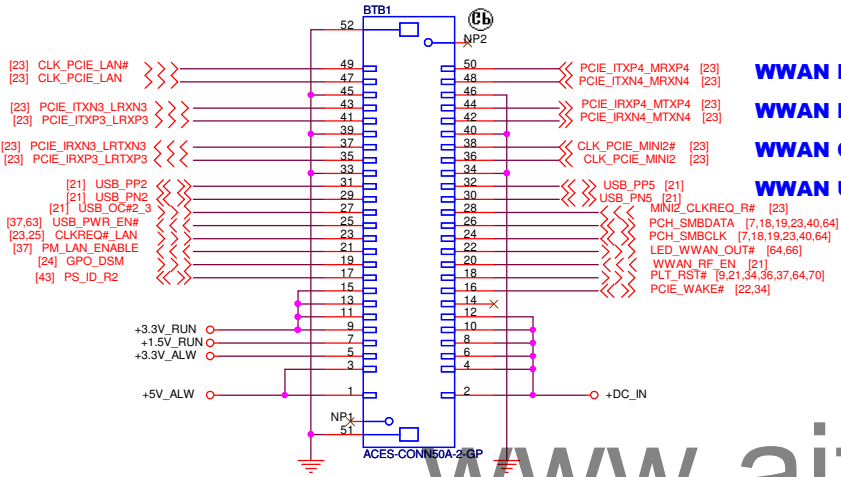 BTB1
52
Cb
NP2
[23] CLK_PCIE_LAN# 49
[23] CLK_PCIE_LAN 47
45
[23] PCIE_ITXN3_LRXN3 43
[23] PCIE_ITXP3_LRXP3 41
39
[23] PCIE_IRXN3_LRTXN3 37
[23] PCIE_IRXP3_LRTXP3 35
33
[21] USB_PP2 31
[21] USB_PN2 29
[21] USB_OC#2_3 27
[37,63] USB_PWR_EN# 25
[23,25] CLKREQ#_LAN 23
[37] PM_LAN_ENABLE 21
[24] GPO_DSM 19
[43] PS_ID_R2 17
15
13
11
+3.3V_RUN 9
+1.5V_RUN 7
+3.3V_ALW 5
3
+5V_ALW 1
NP1
51
50 PCIE_ITXP4_MRXP4 [23] WWAN
48 PCIE_ITXN4_MRXN4 [23]
46
44 PCIE_IRXP4_MTXP4 [23] WWAN
42 PCIE_IRXN4_MTXN4 [23]
40
38 CLK_PCIE_MINI2# [23] WWAN
36 CLK_PCIE_MINI2 [23]
34
32 USB_PP5 [21] WWAN
30 USB_PN5 [21]
28 MINI2_CLKREQ_R# [23]
26 PCH_SMBDATA [7,18,19,23,40,64]
24 PCH_SMBCLK [7,18,19,23,40,64]
22 LED_WWAN_OUT# [64,66]
20 WWAN_RF_EN [21]
18 PLT_RST# [9,21,34,36,37,64,70]
16 PCIE_WAKE# [22,34]
14
12
10
8
6
4
2 +DC_IN
ACES-CONN50A-2-GP
www.ait